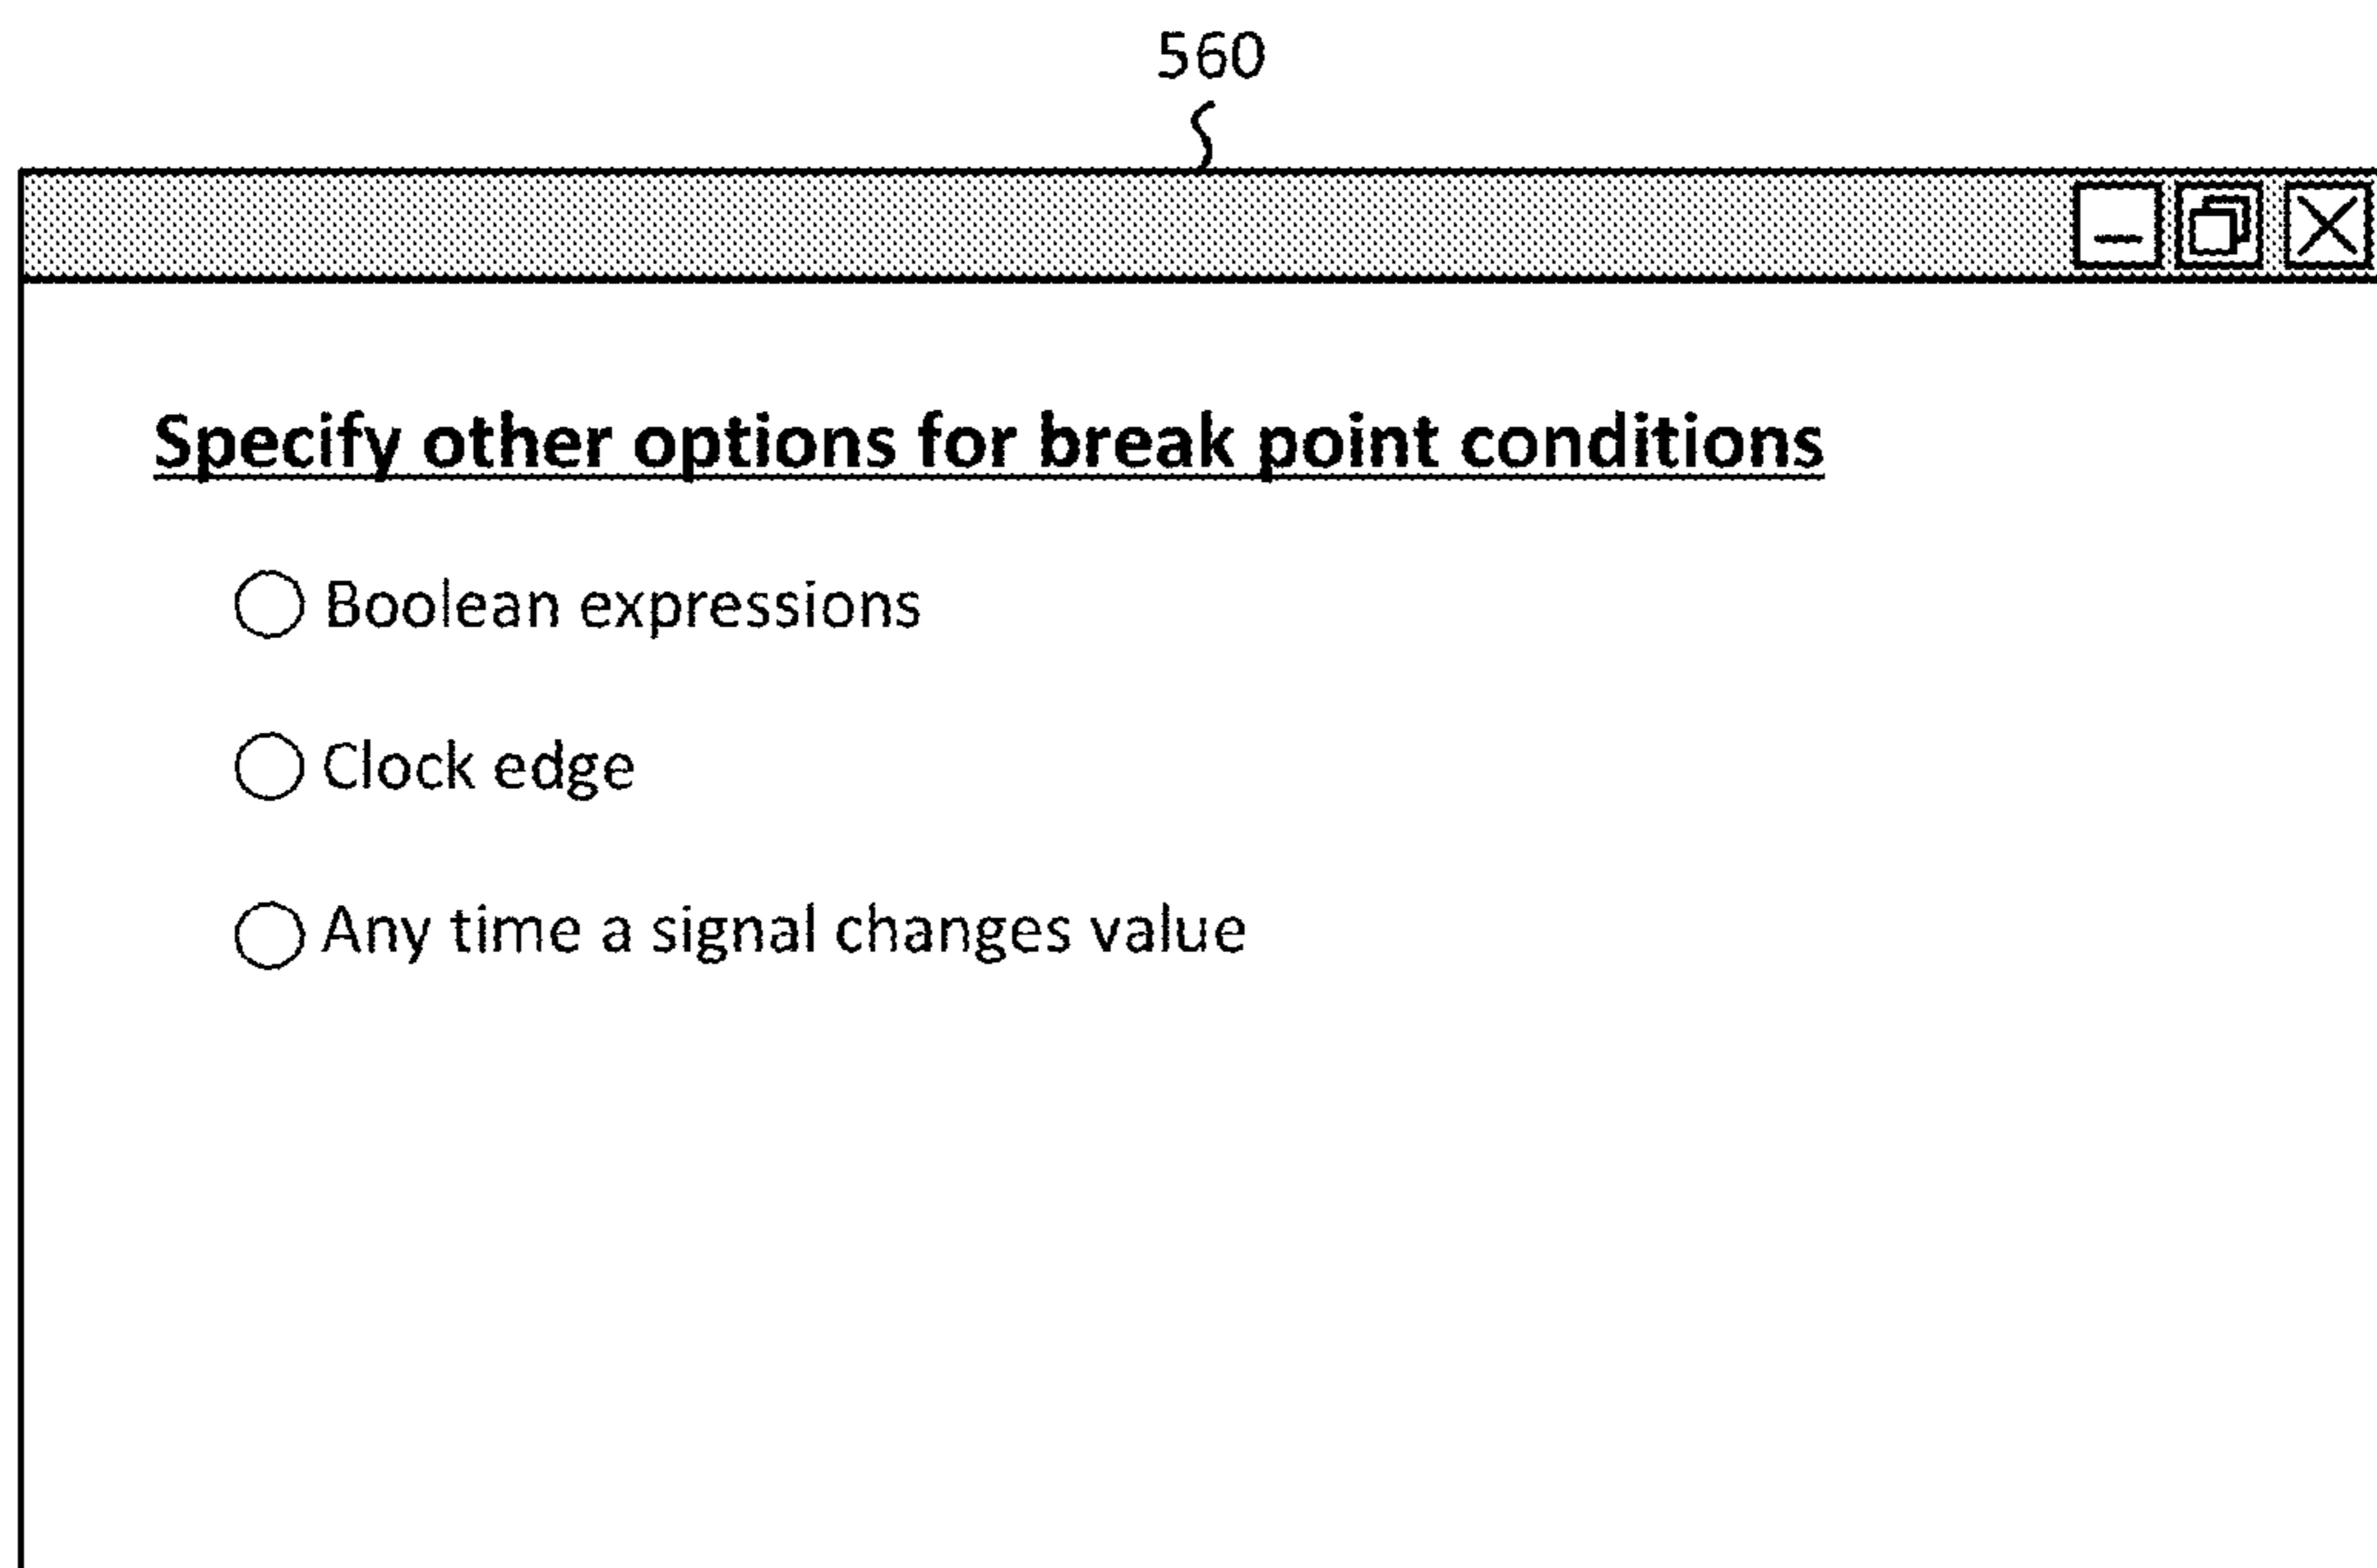 560
Specify other options for break point conditions
Boolean expressions
Clock edge
Any time a signal changes value